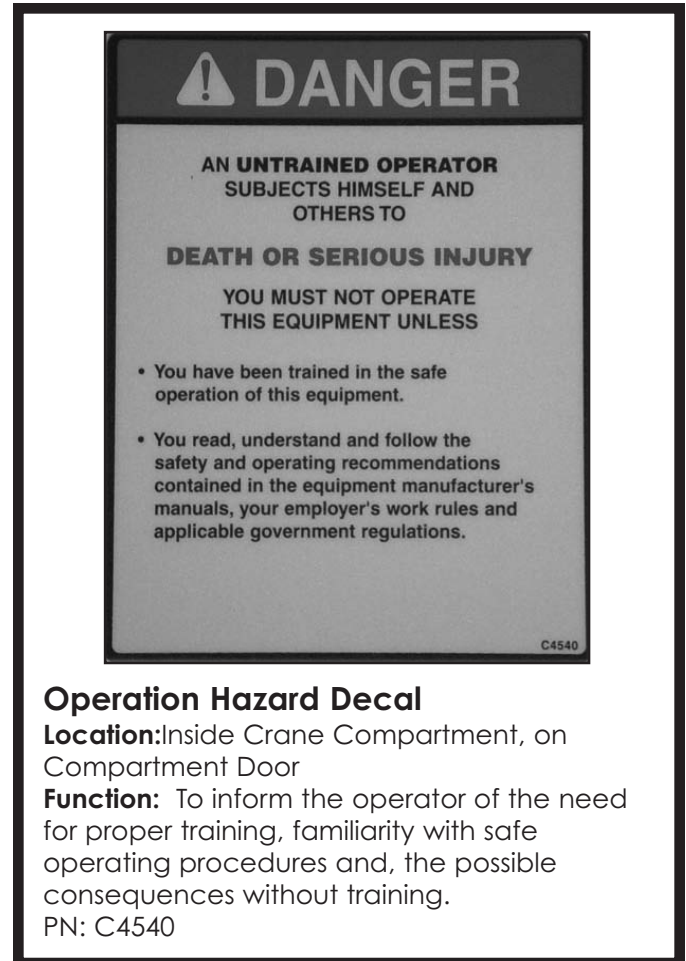 DANGER
AN UNTRAINED OPERATOR
SUBJECTS HIMSELF AND
OTHERS TO
DEATH OR SERIOUS INJURY
YOU MUST NOT OPERATE
THIS EQUIPMENT UNLESS
• You have been trained in the safe
operation of this equipment.
• You read, understand and follow the
safety and operating recommendations
contained in the equipment manufacturer's
manuals, your employer's work rules and
applicable government regulations.
C4540
Operation Hazard Decal
Location:Inside Crane Compartment, on
Compartment Door
Function: To inform the operator of the need
for proper training, familiarity with safe
operating procedures and, the possible
consequences without training.
PN: C4540